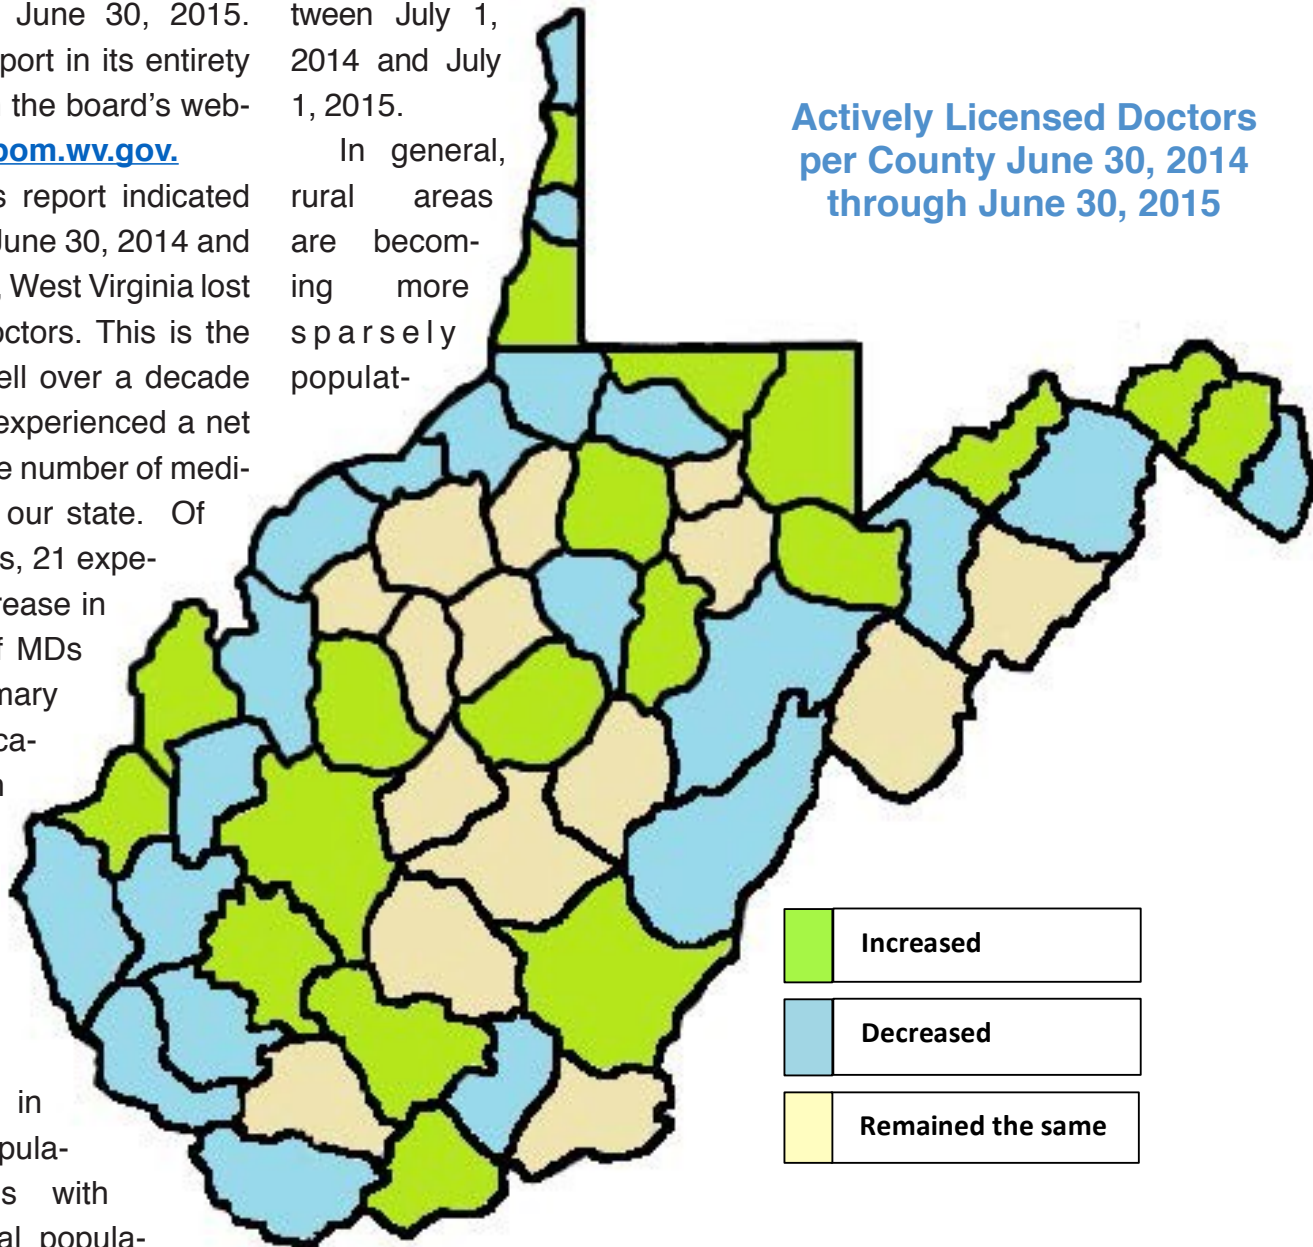 June 30, 2015.
port in its entirety
the board's web-
bom.wv.gov.
s report indicated
June 30, 2014 and
, West Virginia lost
octors. This is the
ell over a decade
experienced a net
e number of medi-
our state. Of
s, 21 expe-
rease in
f MDs
mary
ca-
in
pula-
s with
al popula-
tween July 1,
2014 and July
1, 2015.
In general,
rural areas
are becom-
ing more
sparsely
populat-
Actively Licensed Doctors
per County June 30, 2014
through June 30, 2015
Increased
Decreased
Remained the same